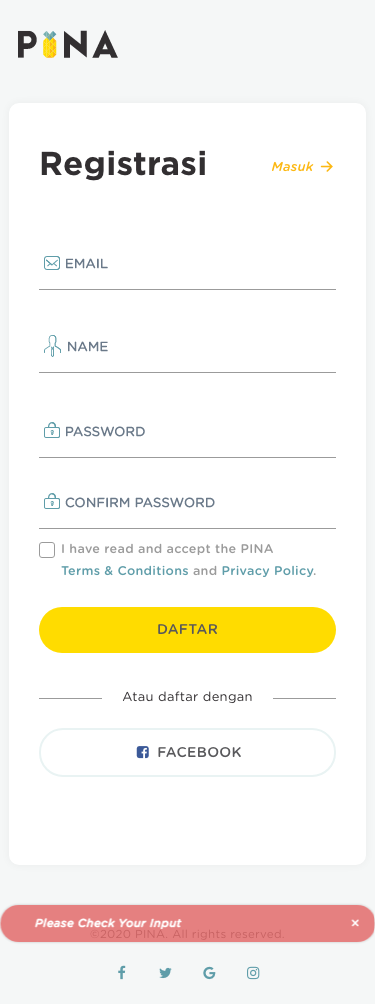 PINA
Registrasi
Masuk →
EMAIL
NAME
PASSWORD
CONFIRM PASSWORD
I have read and accept the PINA
Terms & Conditions and Privacy Policy.
DAFTAR
Atau daftar dengan
FACEBOOK
Please Check Your Input ×
©2020 PINA. All rights reserved.